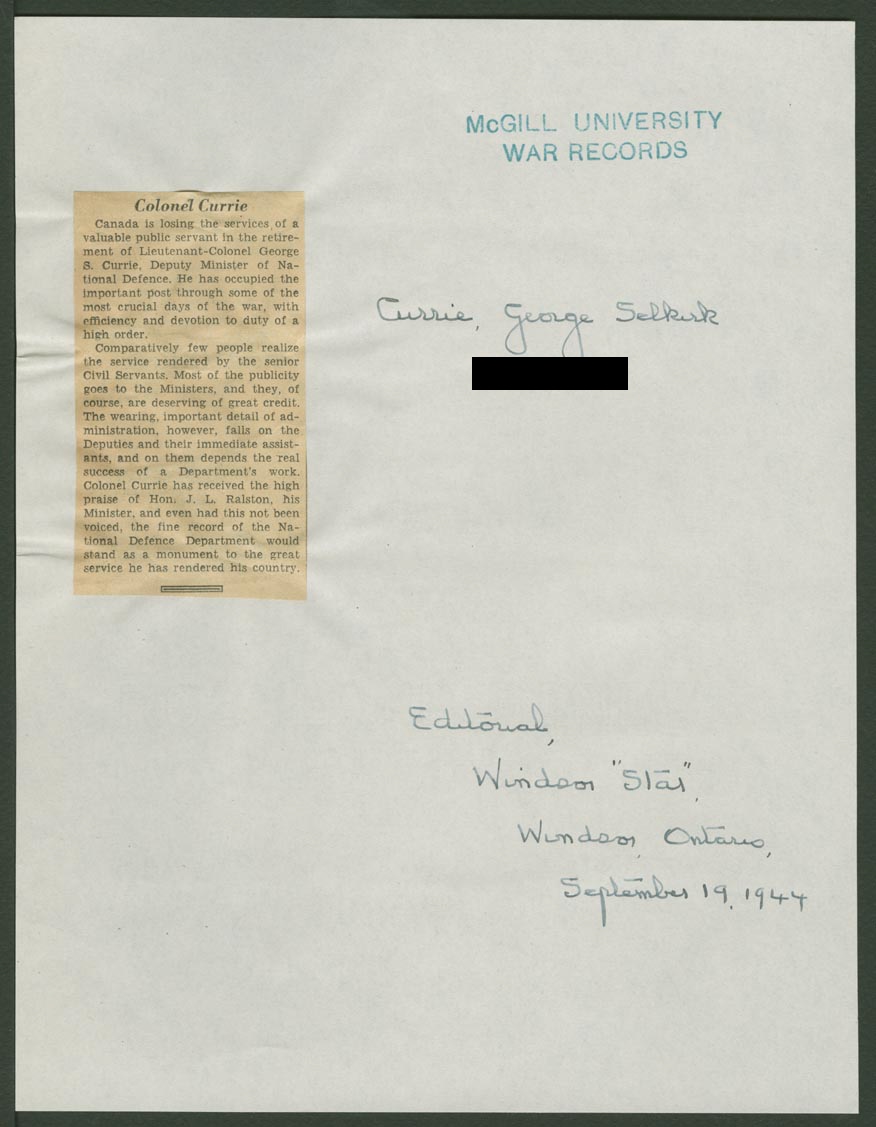 McGILL UNIVERSITY
WAR RECORDS
Colonel Currie
Canada is losing the services of a
valuable public servant in the retire-
ment of Lieutenant-Colonel George
S. Currie, Deputy Minister of Na-
tional Defence. He has occupied the
important post through some of the
most crucial days of the war, with
efficiency and devotion to duty of a
high order.
Comparatively few people realize
the service rendered by the senior
Civil Servants. Most of the publicity
goes to the Ministers, and they, of
course, are deserving of great credit.
The wearing, important detail of ad-
ministration, however, falls on the
Deputies and their immediate assist-
ants, and on them depends the real
success of a Department's work.
Colonel Currie has received the high
praise of Hon. J. L. Ralston, his
Minister, and even had this not been
voiced, the fine record of the Na-
tional Defence Department would
stand as a monument to the great
service he has rendered his country.
Currie, George Selkirk
Editorial,
Windsor "Star",
Windsor, Ontario,
September 19, 1944